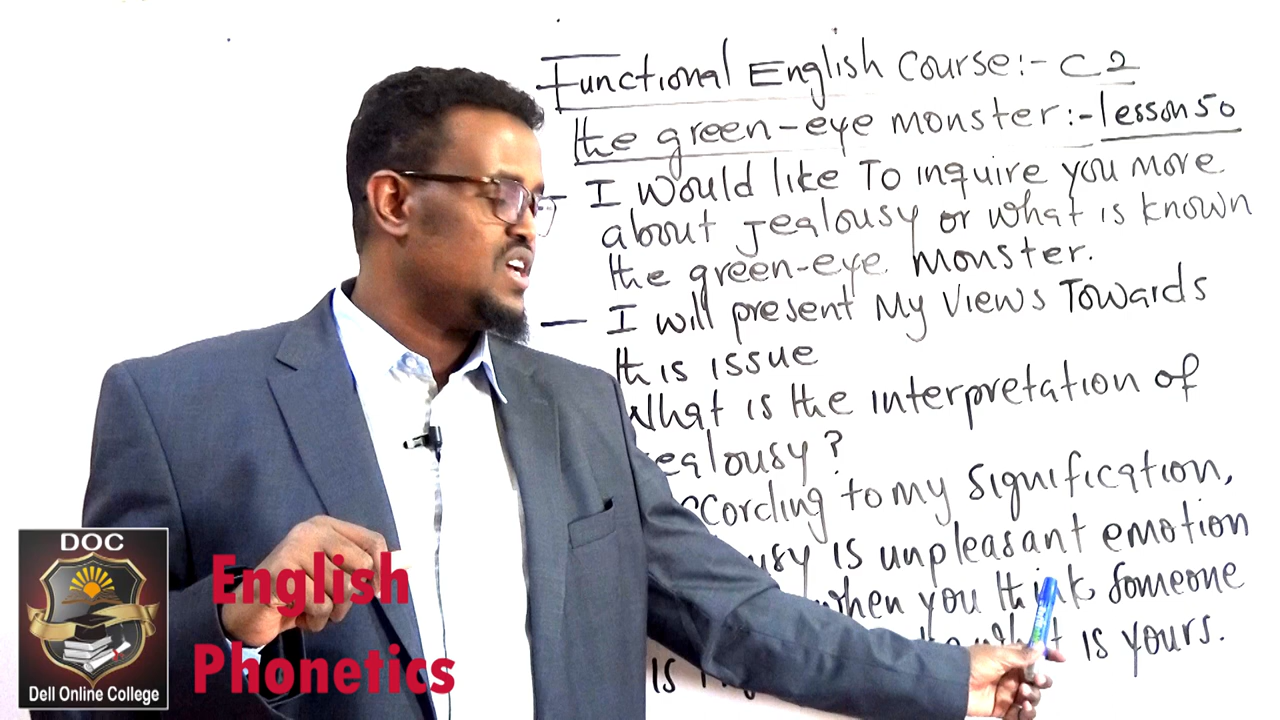 Functional English Course:- C2
the green-eye monster:- lesson 50
- I would like To inquire you more
about Jealousy or what is known
the green-eye monster.
- I will present My Views Towards
this issue
What is the interpretation of
ealousy?
ccording to my signification,
usy is unpleasant emotion
when you think someone
is yours.
is
DOC
Dell Online College
English
Phonetics